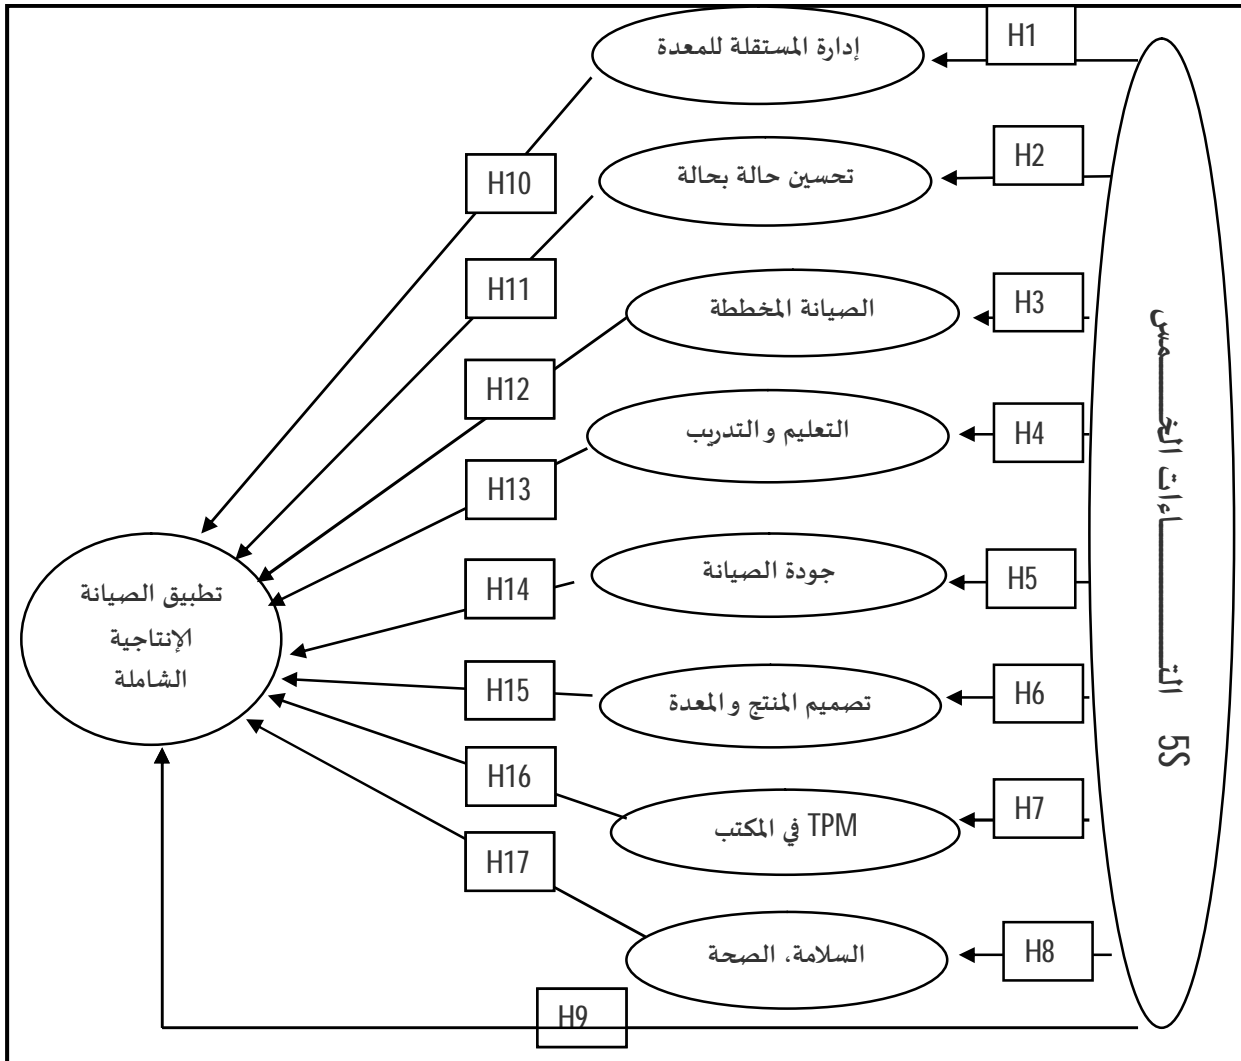 H1
إدارة المستقلة للمعدة
H2
تحسين حالة بحالة
H10
H11
H3
الصيانة المخططة
H12
H4
التعليم و التدريب
H13
التـــــاءات الخـــمس 5S
H5
جودة الصيانة
H14
تطبيق الصيانة
الإنتاجية
الشاملة
H6
تصميم المنتج و المعدة
H15
H7
TPM في المكتب
H16
H17
H8
السلامة، الصحة
H9